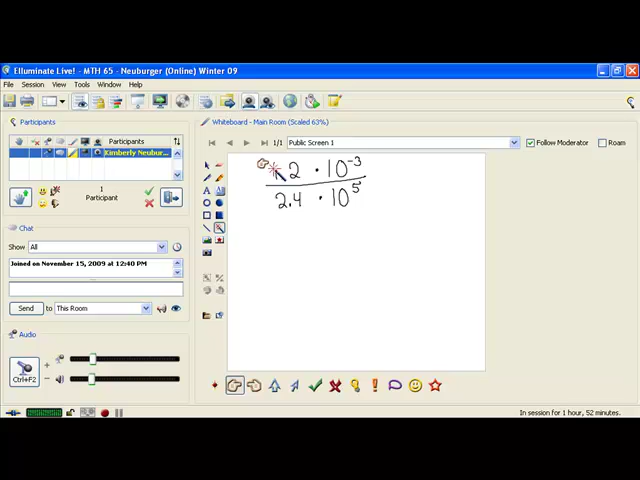 Elluminate Live! - MTH 65 - Neuburger (Online) Winter 09
File Session View Tools Window Help
Participants
Participants
Kimberly Neubur...
1
Participant
Chat
Show All
Joined on November 15, 2009 at 12:40 PM
Send to This Room
Audio
Ctrl+F2
Whiteboard - Main Room (Scaled 63%)
1/1 Public Screen 1 Follow Moderator Roam
2 · 10⁻³
2.4 · 10⁵
In session for 1 hour, 52 minutes.